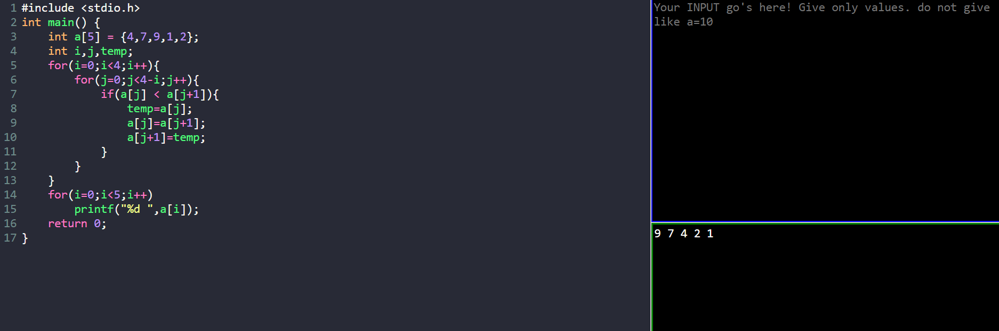 1 #include <stdio.h>
2 int main() {
3     int a[5] = {4,7,9,1,2};
4     int i,j,temp;
5     for(i=0;i<4;i++){
6         for(j=0;j<4-i;j++){
7             if(a[j] < a[j+1]){
8                 temp=a[j];
9                 a[j]=a[j+1];
10                 a[j+1]=temp;
11             }
12         }
13     }
14     for(i=0;i<5;i++)
15         printf("%d ",a[i]);
16     return 0;
17 }
Your INPUT go's here! Give only values. do not give
like a=10
9 7 4 2 1